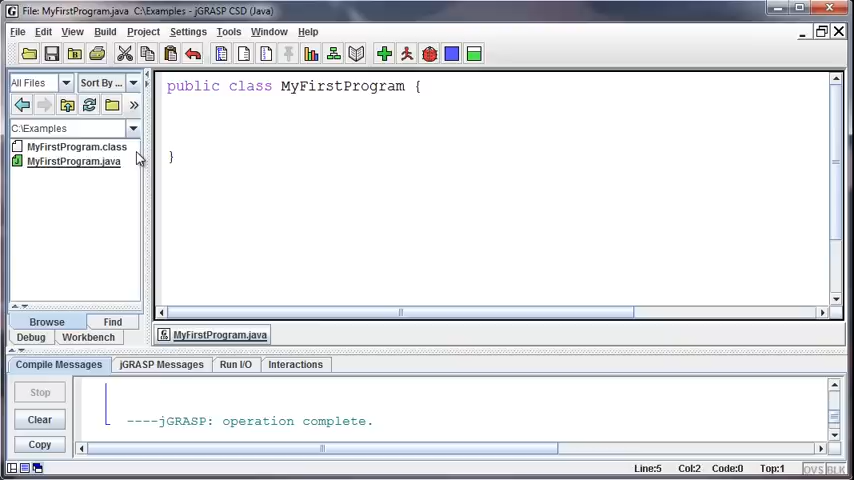 File: MyFirstProgram.java  C:\Examples - jGRASP CSD (Java)
File Edit View Build Project Settings Tools Window Help
All Files Sort By ...
C:\Examples
MyFirstProgram.class
MyFirstProgram.java
public class MyFirstProgram {
}
Browse Find
Debug Workbench
MyFirstProgram.java
Compile Messages jGRASP Messages Run I/O Interactions
Stop
Clear
Copy
----jGRASP: operation complete.
Line:5 Col:2 Code:0 Top:1 OVS BLK